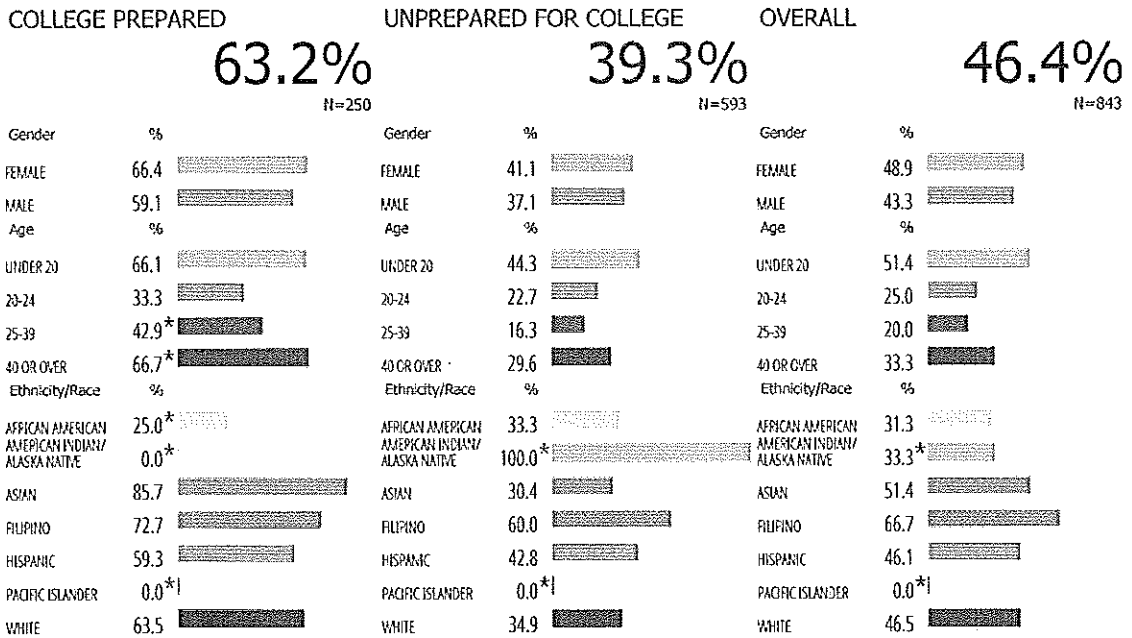 COLLEGE PREPARED UNPREPARED FOR COLLEGE OVERALL
63.2% 39.3% 46.4%
N=250 N=593 N=843
Gender % Gender % Gender %
FEMALE 66.4 FEMALE 41.1 FEMALE 48.9
MALE 59.1 MALE 37.1 MALE 43.3
Age % Age % Age %
UNDER 20 66.1 UNDER 20 44.3 UNDER 20 51.4
20-24 33.3 20-24 22.7 20-24 25.0
25-39 42.9* 25-39 16.3 25-39 20.0
40 OR OVER 66.7* 40 OR OVER 29.6 40 OR OVER 33.3
Ethnicity/Race % Ethnicity/Race % Ethnicity/Race %
AFRICAN AMERICAN 25.0* AFRICAN AMERICAN 33.3 AFRICAN AMERICAN 31.3
AMERICAN INDIAN/ AMERICAN INDIAN/ AMERICAN INDIAN/
ALASKA NATIVE 0.0* ALASKA NATIVE 100.0* ALASKA NATIVE 33.3*
ASIAN 85.7 ASIAN 30.4 ASIAN 51.4
FILIPINO 72.7 FILIPINO 60.0 FILIPINO 66.7
HISPANIC 59.3 HISPANIC 42.8 HISPANIC 46.1
PACIFIC ISLANDER 0.0* PACIFIC ISLANDER 0.0* PACIFIC ISLANDER 0.0*
WHITE 63.5 WHITE 34.9 WHITE 46.5